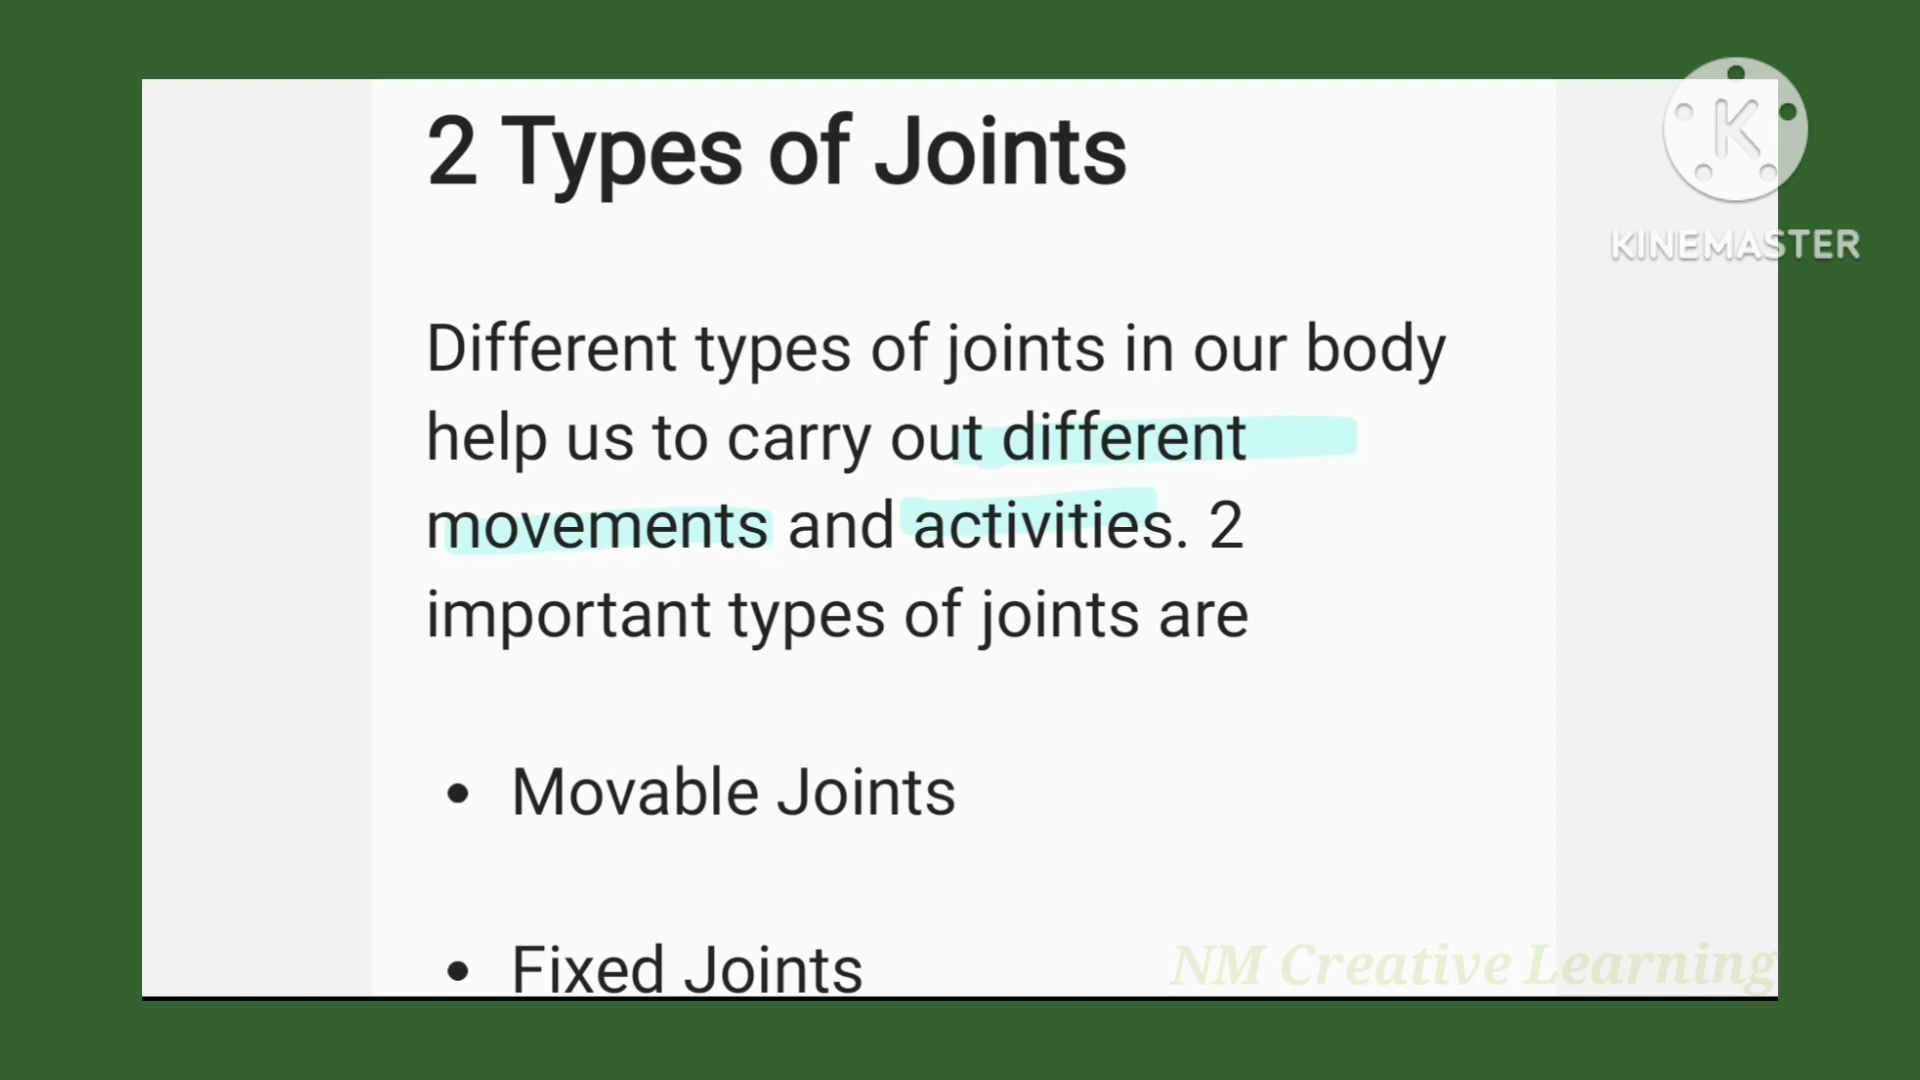 2 Types of Joints
K
KINEMASTER
Different types of joints in our body
help us to carry out different
movements and activities. 2
important types of joints are
• Movable Joints
• Fixed Joints
NM Creative Learning